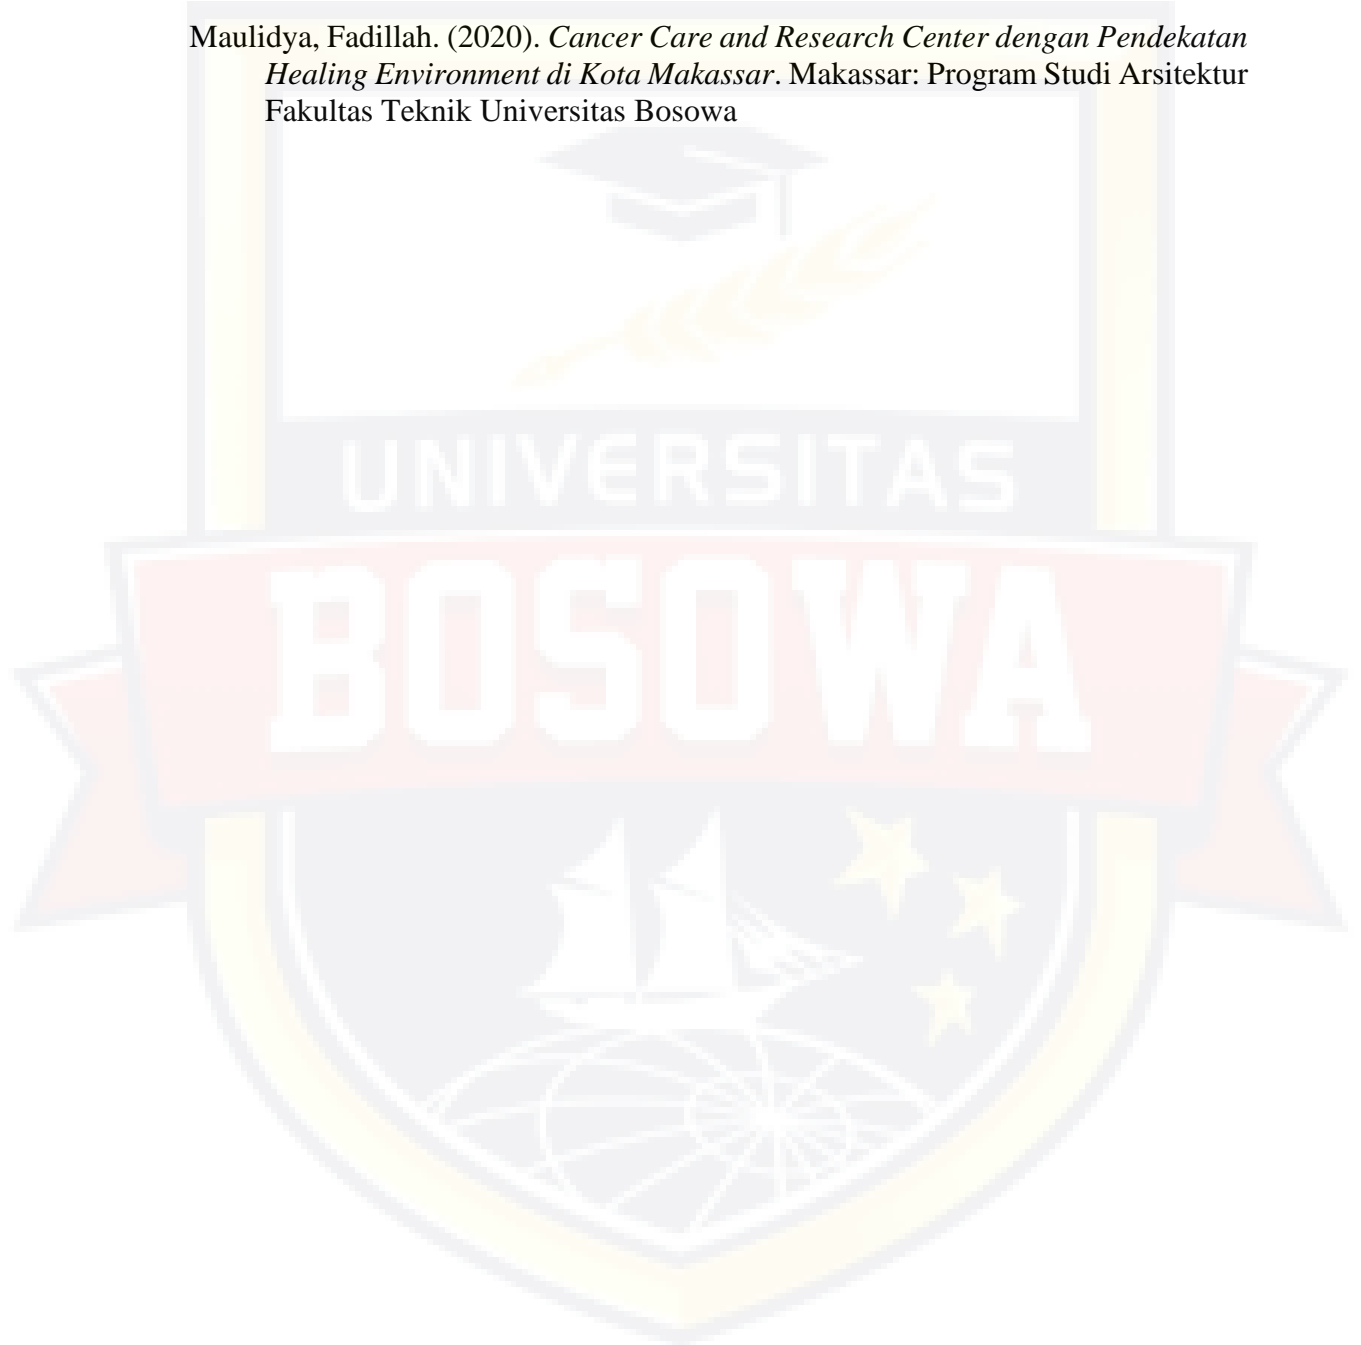 Maulidya, Fadillah. (2020). Cancer Care and Research Center dengan Pendekatan
Healing Environment di Kota Makassar. Makassar: Program Studi Arsitektur
Fakultas Teknik Universitas Bosowa
UNIVERSITAS
BOSOWA